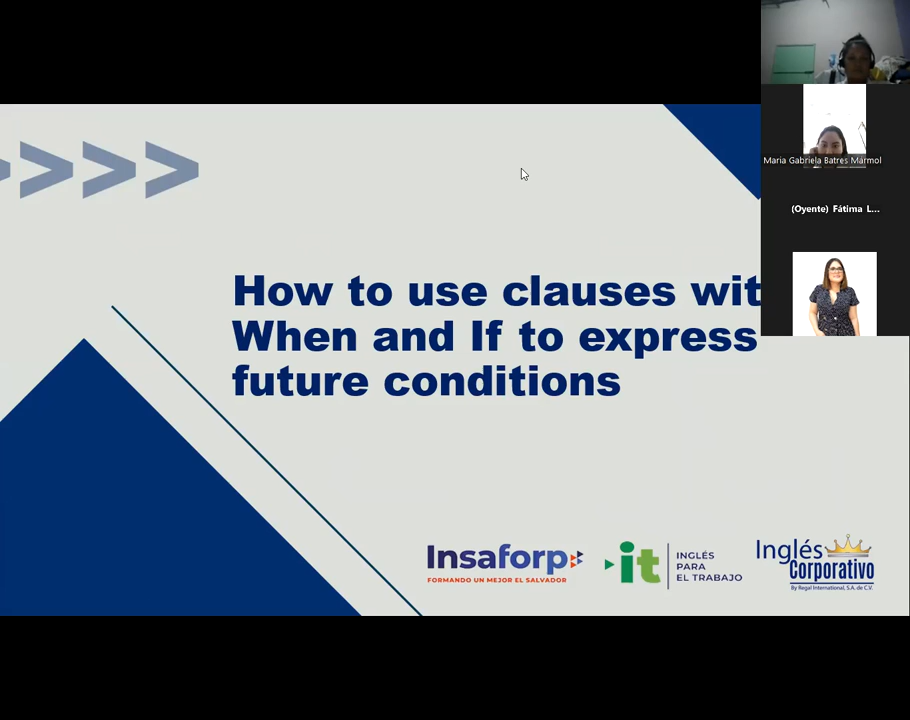 Maria Gabriela Batres Marmol
(Oyente) Fátima L...
How to use clauses wit
When and If to express
future conditions
Insaforp
FORMANDO UN MEJOR EL SALVADOR
it
INGLÉS
PARA
EL TRABAJO
Inglés
Corporativo
By Regal International, S.A. de C.V.